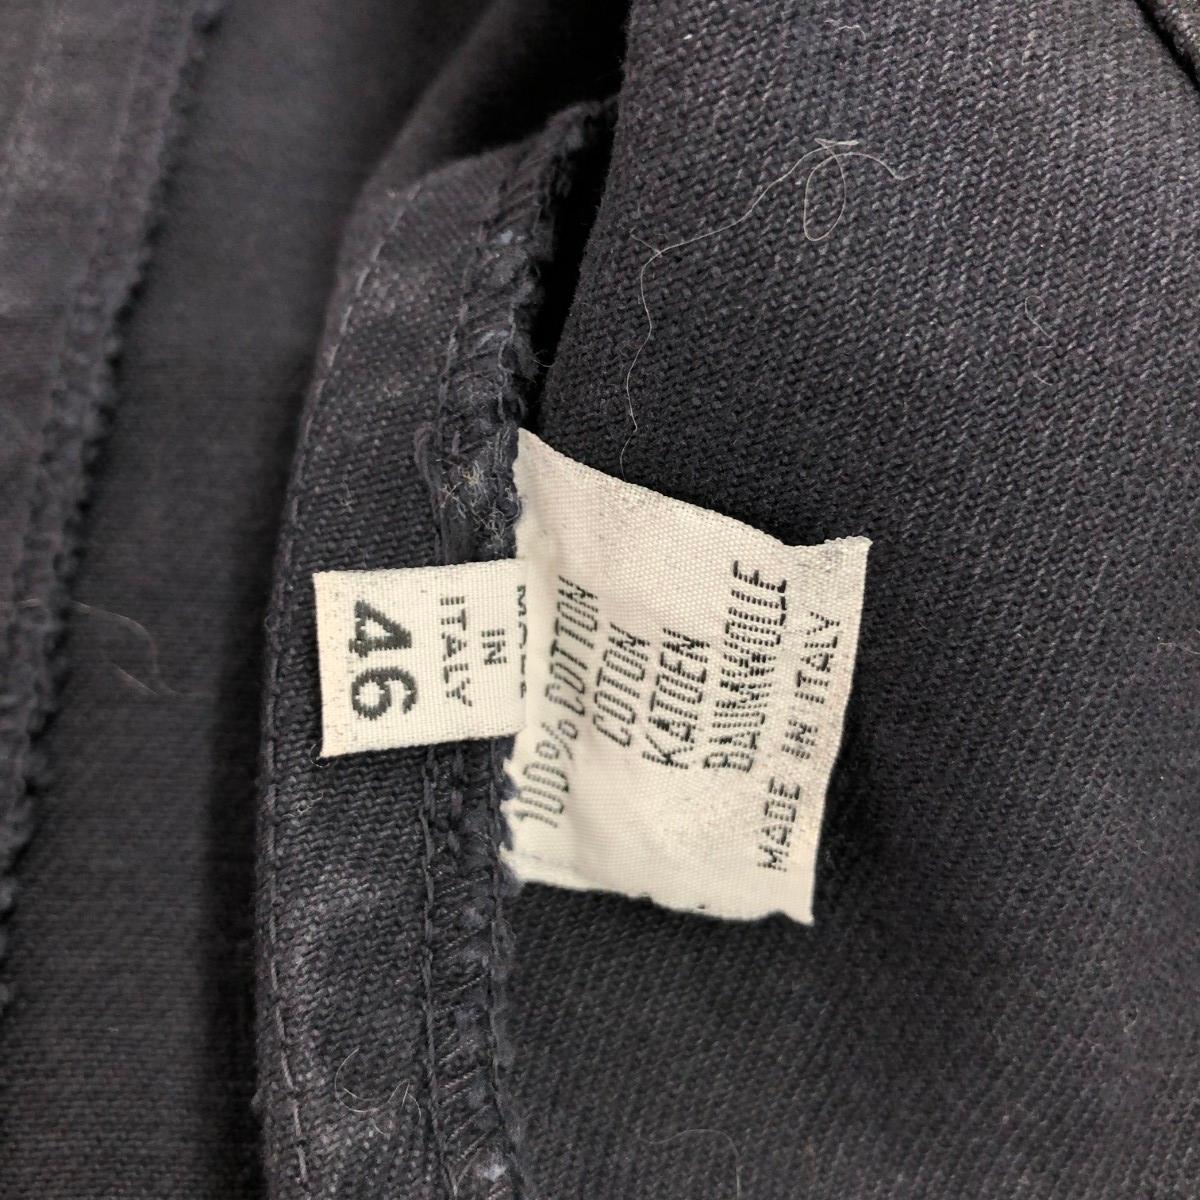 IN
ITALY
46
100% COTTON
COTON
KATOEN
BAUMWOLLE
MADE IN ITALY